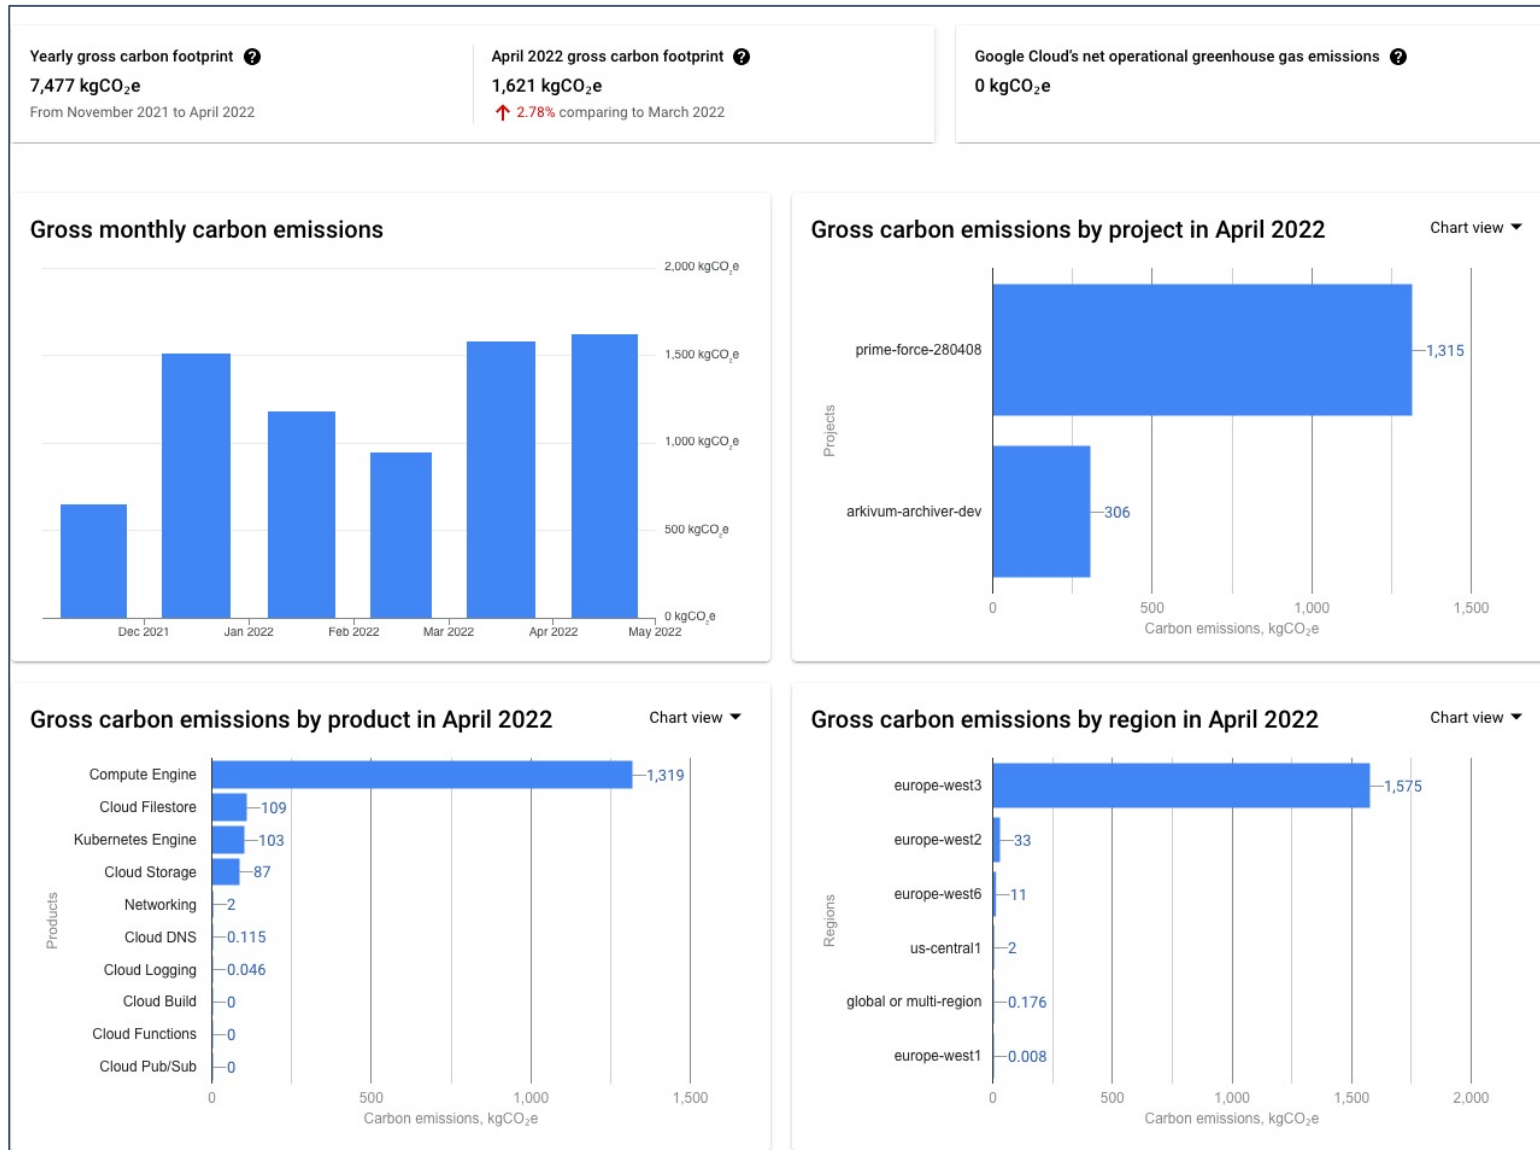 Yearly gross carbon footprint ?
7,477 kgCO₂e
From November 2021 to April 2022
April 2022 gross carbon footprint ?
1,621 kgCO₂e
↑ 2.78% comparing to March 2022
Google Cloud's net operational greenhouse gas emissions ?
0 kgCO₂e
Gross monthly carbon emissions
2,000 kgCO₂e
1,500 kgCO₂e
1,000 kgCO₂e
500 kgCO₂e
0 kgCO₂e
Dec 2021 Jan 2022 Feb 2022 Mar 2022 Apr 2022 May 2022
Gross carbon emissions by project in April 2022
Chart view
Projects
prime-force-280408 1,315
arkivum-archiver-dev 306
0 500 1,000 1,500
Carbon emissions, kgCO₂e
Gross carbon emissions by product in April 2022
Chart view
Products
Compute Engine 1,319
Cloud Filestore 109
Kubernetes Engine 103
Cloud Storage 87
Networking 2
Cloud DNS 0.115
Cloud Logging 0.046
Cloud Build 0
Cloud Functions 0
Cloud Pub/Sub 0
0 500 1,000 1,500
Carbon emissions, kgCO₂e
Gross carbon emissions by region in April 2022
Chart view
Regions
europe-west3 1,575
europe-west2 33
europe-west6 11
us-central1 2
global or multi-region 0.176
europe-west1 0.008
0 500 1,000 1,500 2,000
Carbon emissions, kgCO₂e